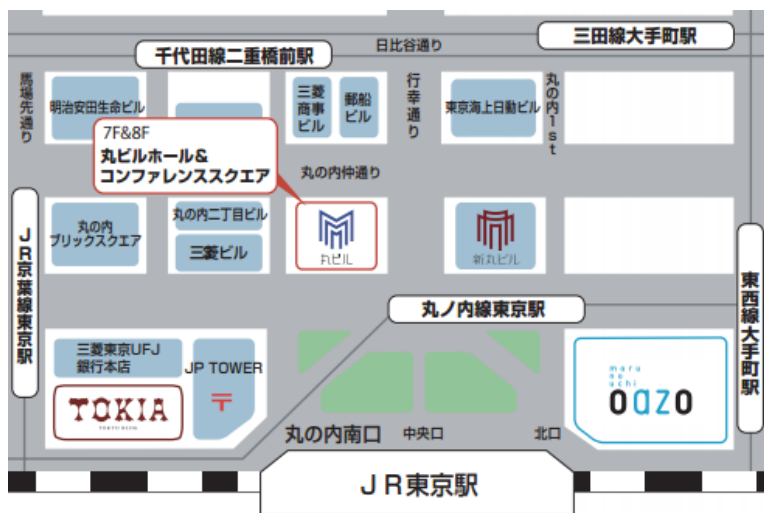 三田線大手町駅
千代田線二重橋前駅
日比谷通り
馬場先通り
明治安田生命ビル
三菱
商事
ビル
郵船
ビル
行幸通り
東京海上日動ビル
丸の内1st
7F&8F
丸ビルホール&
コンファレンススクエア
丸の内仲通り
JR京葉線東京駅
丸の内
ブリックスクエア
丸の内二丁目ビル
三菱ビル
丸ビル
新丸ビル
東西線大手町駅
丸ノ内線東京駅
三菱東京UFJ
銀行本店
JP TOWER
〒
TOKIA
maru
no
uchi
oazo
丸の内南口
中央口
北口
JR東京駅